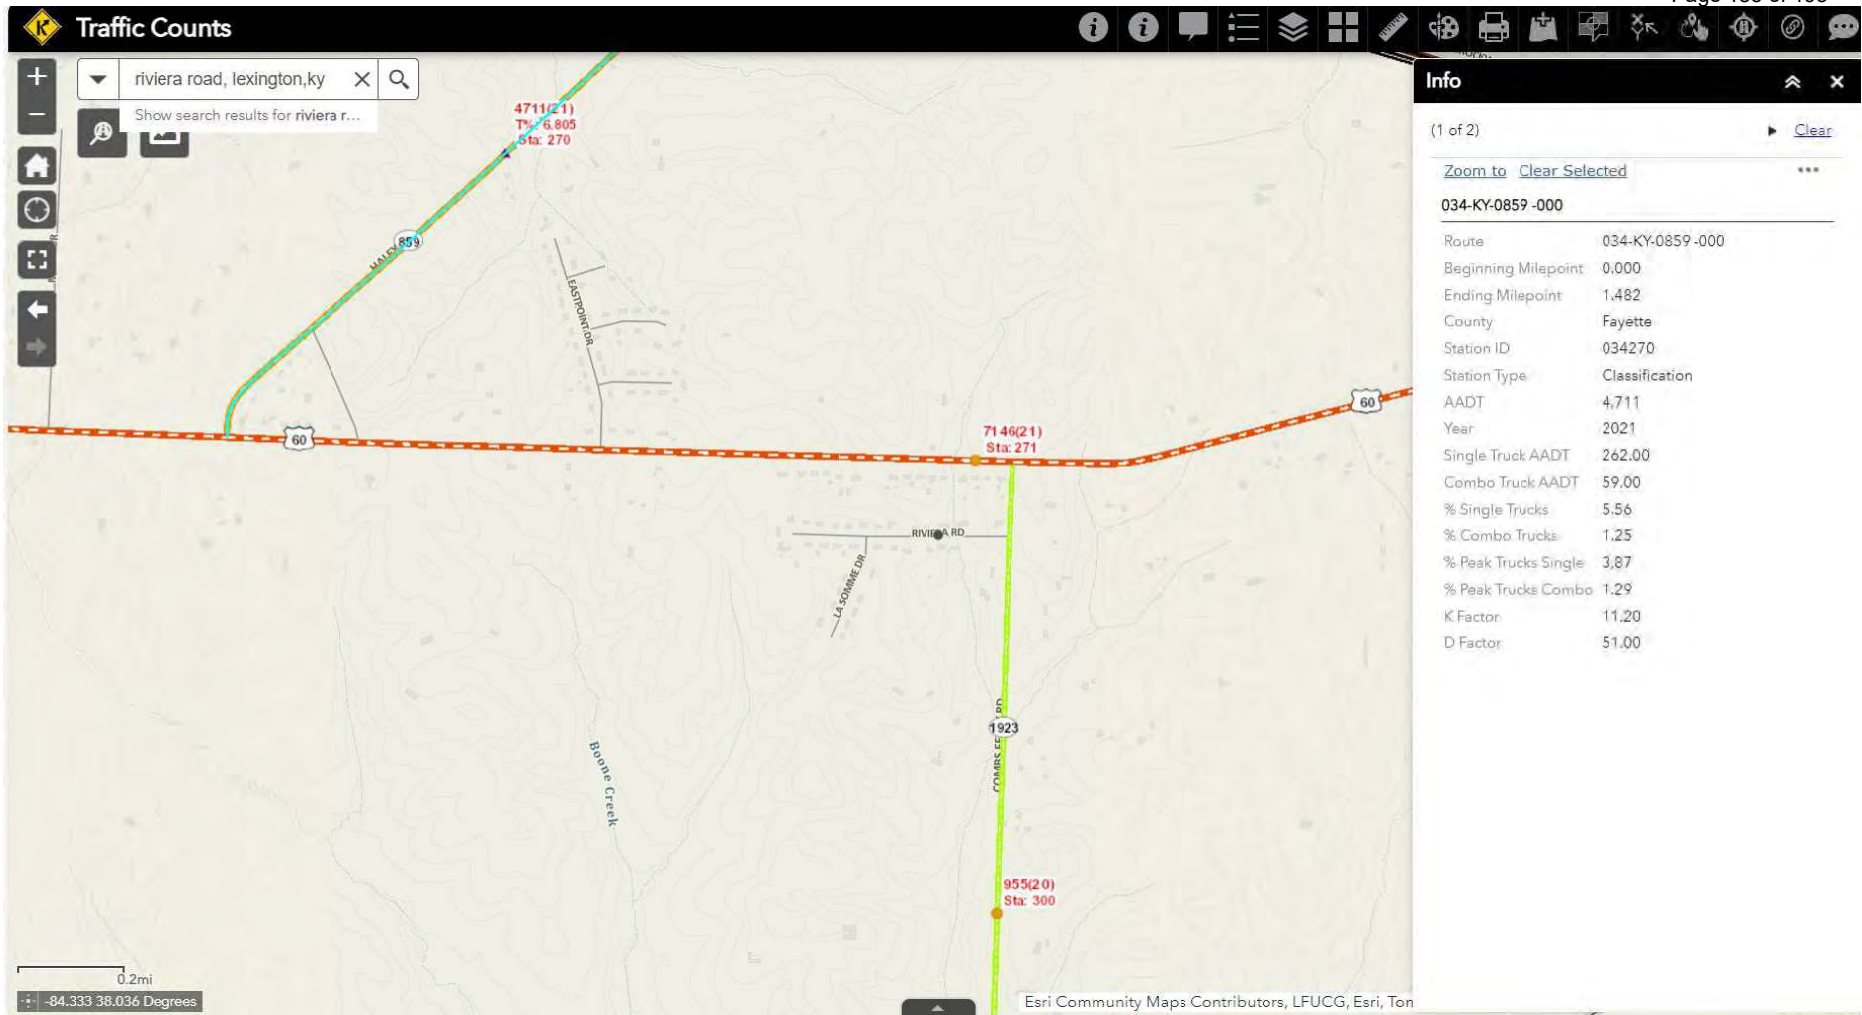 Traffic Counts
riviera road, lexington,ky
Show search results for riviera r...
4711(21)
T%: 6.805
Sta: 270
859
EASTPOINT DR
60
60
7146(21)
Sta: 271
RIVIERA RD
LA SOMME DR
1923
Boone Creek
955(20)
Sta: 300
0.2mi
-84.333 38.036 Degrees
Esri Community Maps Contributors, LFUCG, Esri, Tom
Info
(1 of 2)
Clear
Zoom to Clear Selected
034-KY-0859 -000
Route 034-KY-0859 -000
Beginning Milepoint 0.000
Ending Milepoint 1.482
County Fayette
Station ID 034270
Station Type Classification
AADT 4,711
Year 2021
Single Truck AADT 262.00
Combo Truck AADT 59.00
% Single Trucks 5.56
% Combo Trucks 1.25
% Peak Trucks Single 3.87
% Peak Trucks Combo 1.29
K Factor 11.20
D Factor 51.00